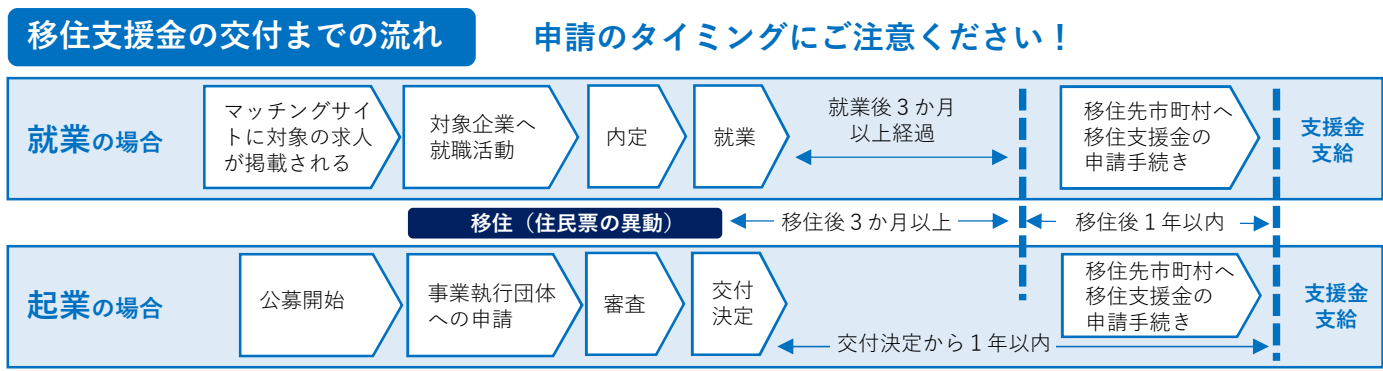 移住支援金の交付までの流れ
申請のタイミングにご注意ください！
就業の場合
マッチングサイ
トに対象の求人
が掲載される
対象企業へ
就職活動
内定
就業
就業後３か月
以上経過
移住先市町村へ
移住支援金の
申請手続き
支援金
支給
移住（住民票の異動）
移住後３か月以上
移住後１年以内
起業の場合
公募開始
事業執行団体
への申請
審査
交付
決定
交付決定から１年以内
移住先市町村へ
移住支援金の
申請手続き
支援金
支給